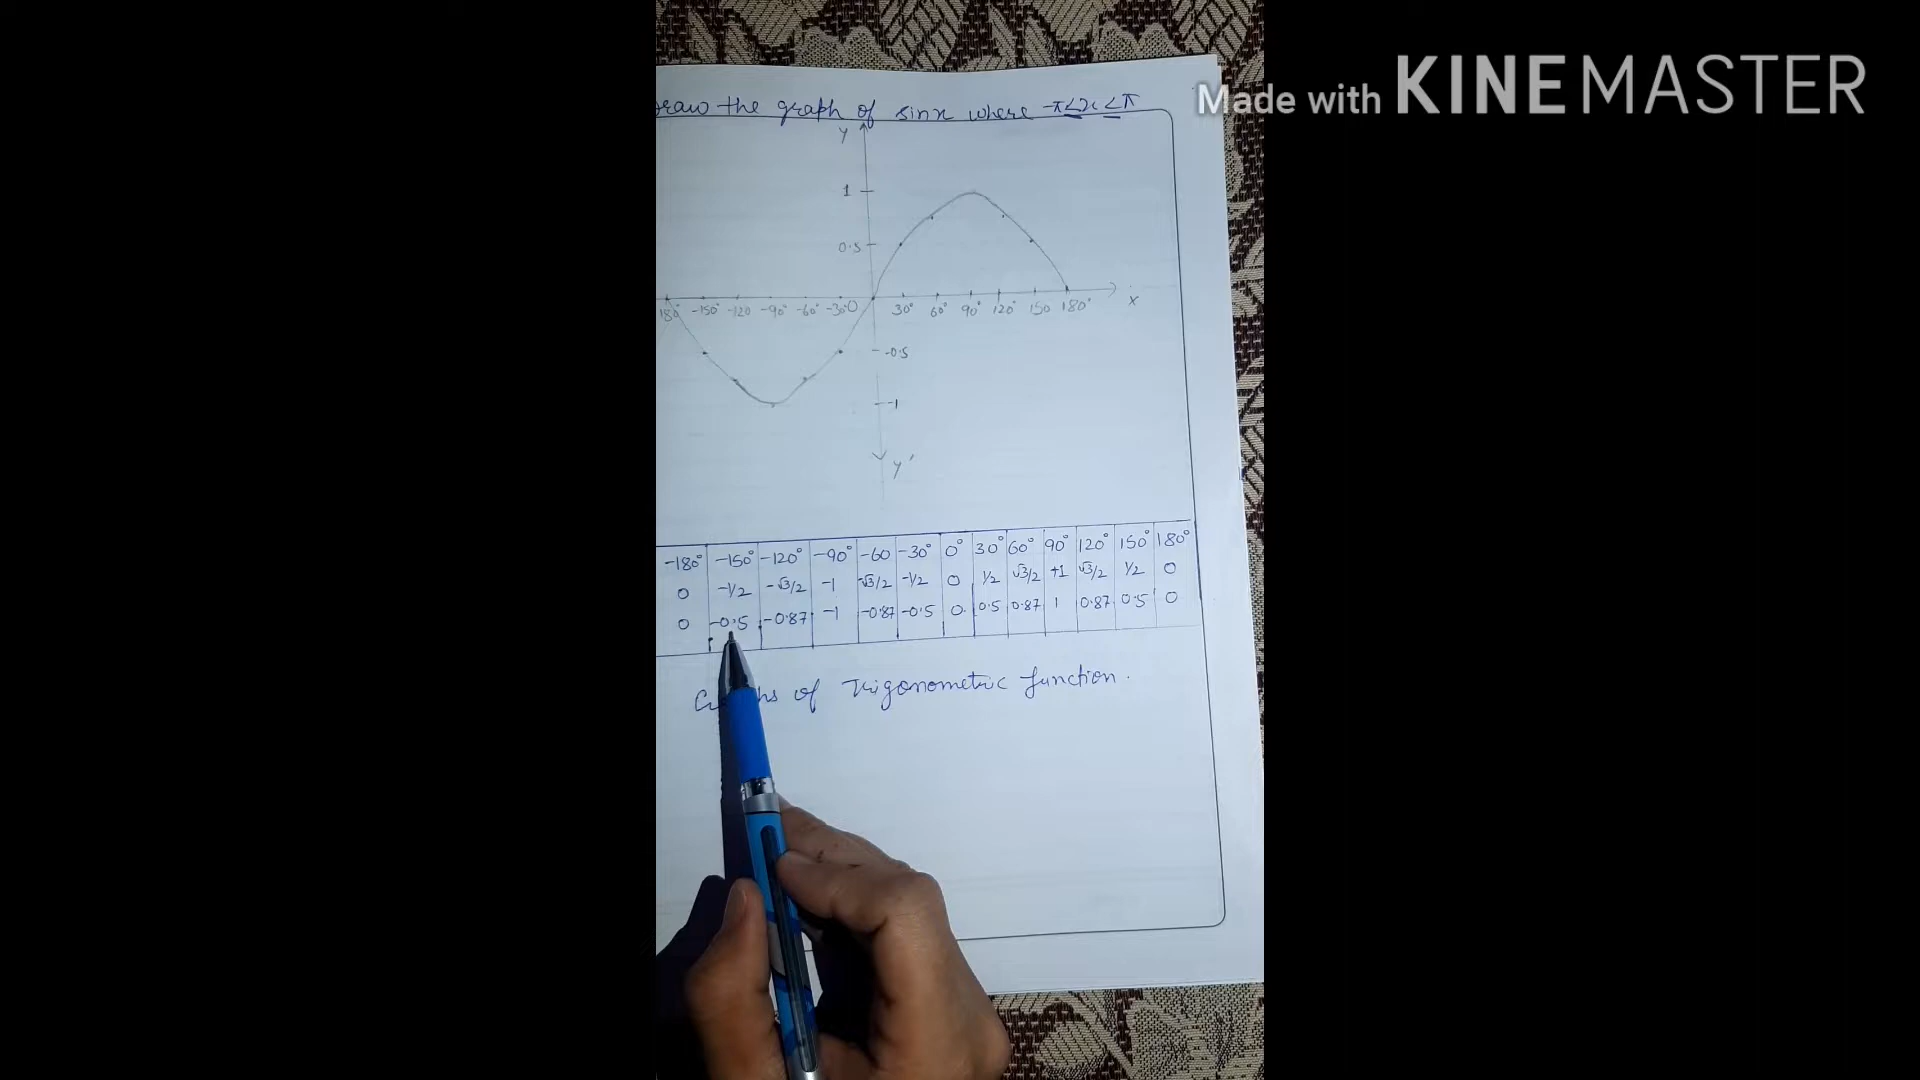 Made with KINEMASTER
draw the graph of sinx where -π≤x≤π
y
1
0.5
180° -150° -120 -90° -60° -30° 0 30° 60° 90° 120° 150 180° x
-0.5
-1
y'
-180° -150° -120° -90° -60 -30° 0° 30° 60° 90° 120° 150° 180°
0 -1/2 -√3/2 -1 -√3/2 -1/2 0 1/2 √3/2 +1 √3/2 1/2 0
0 -0.5 -0.87 -1 -0.87 -0.5 0 0.5 0.87 1 0.87 0.5 0
of Trigonometric function.